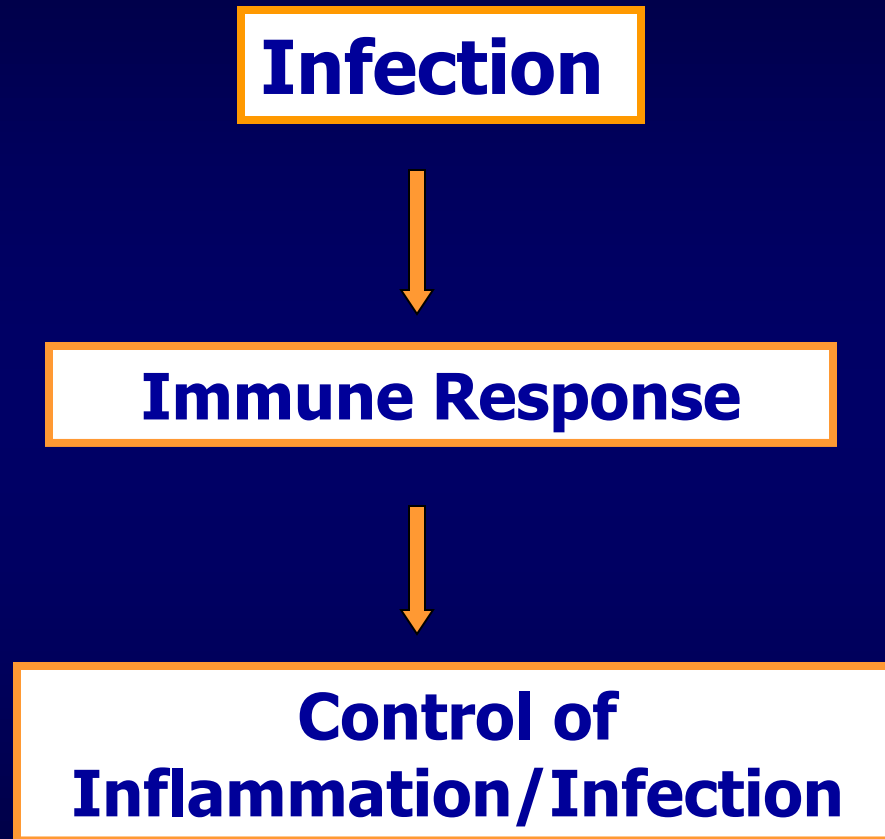 Infection
Immune Response
Control of
Inflammation/Infection